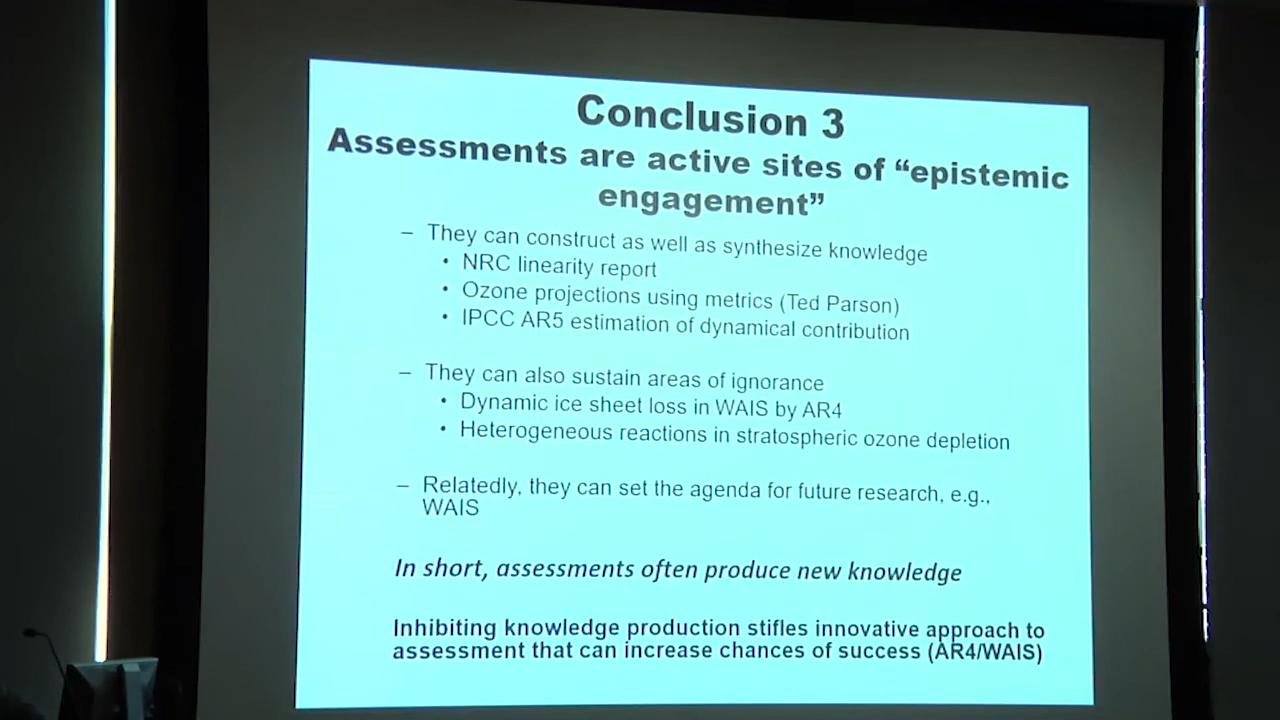 Conclusion 3
Assessments are active sites of “epistemic
engagement”
– They can construct as well as synthesize knowledge
• NRC linearity report
• Ozone projections using metrics (Ted Parson)
• IPCC AR5 estimation of dynamical contribution
– They can also sustain areas of ignorance
• Dynamic ice sheet loss in WAIS by AR4
• Heterogeneous reactions in stratospheric ozone depletion
– Relatedly, they can set the agenda for future research, e.g.,
WAIS
In short, assessments often produce new knowledge
Inhibiting knowledge production stifles innovative approach to
assessment that can increase chances of success (AR4/WAIS)